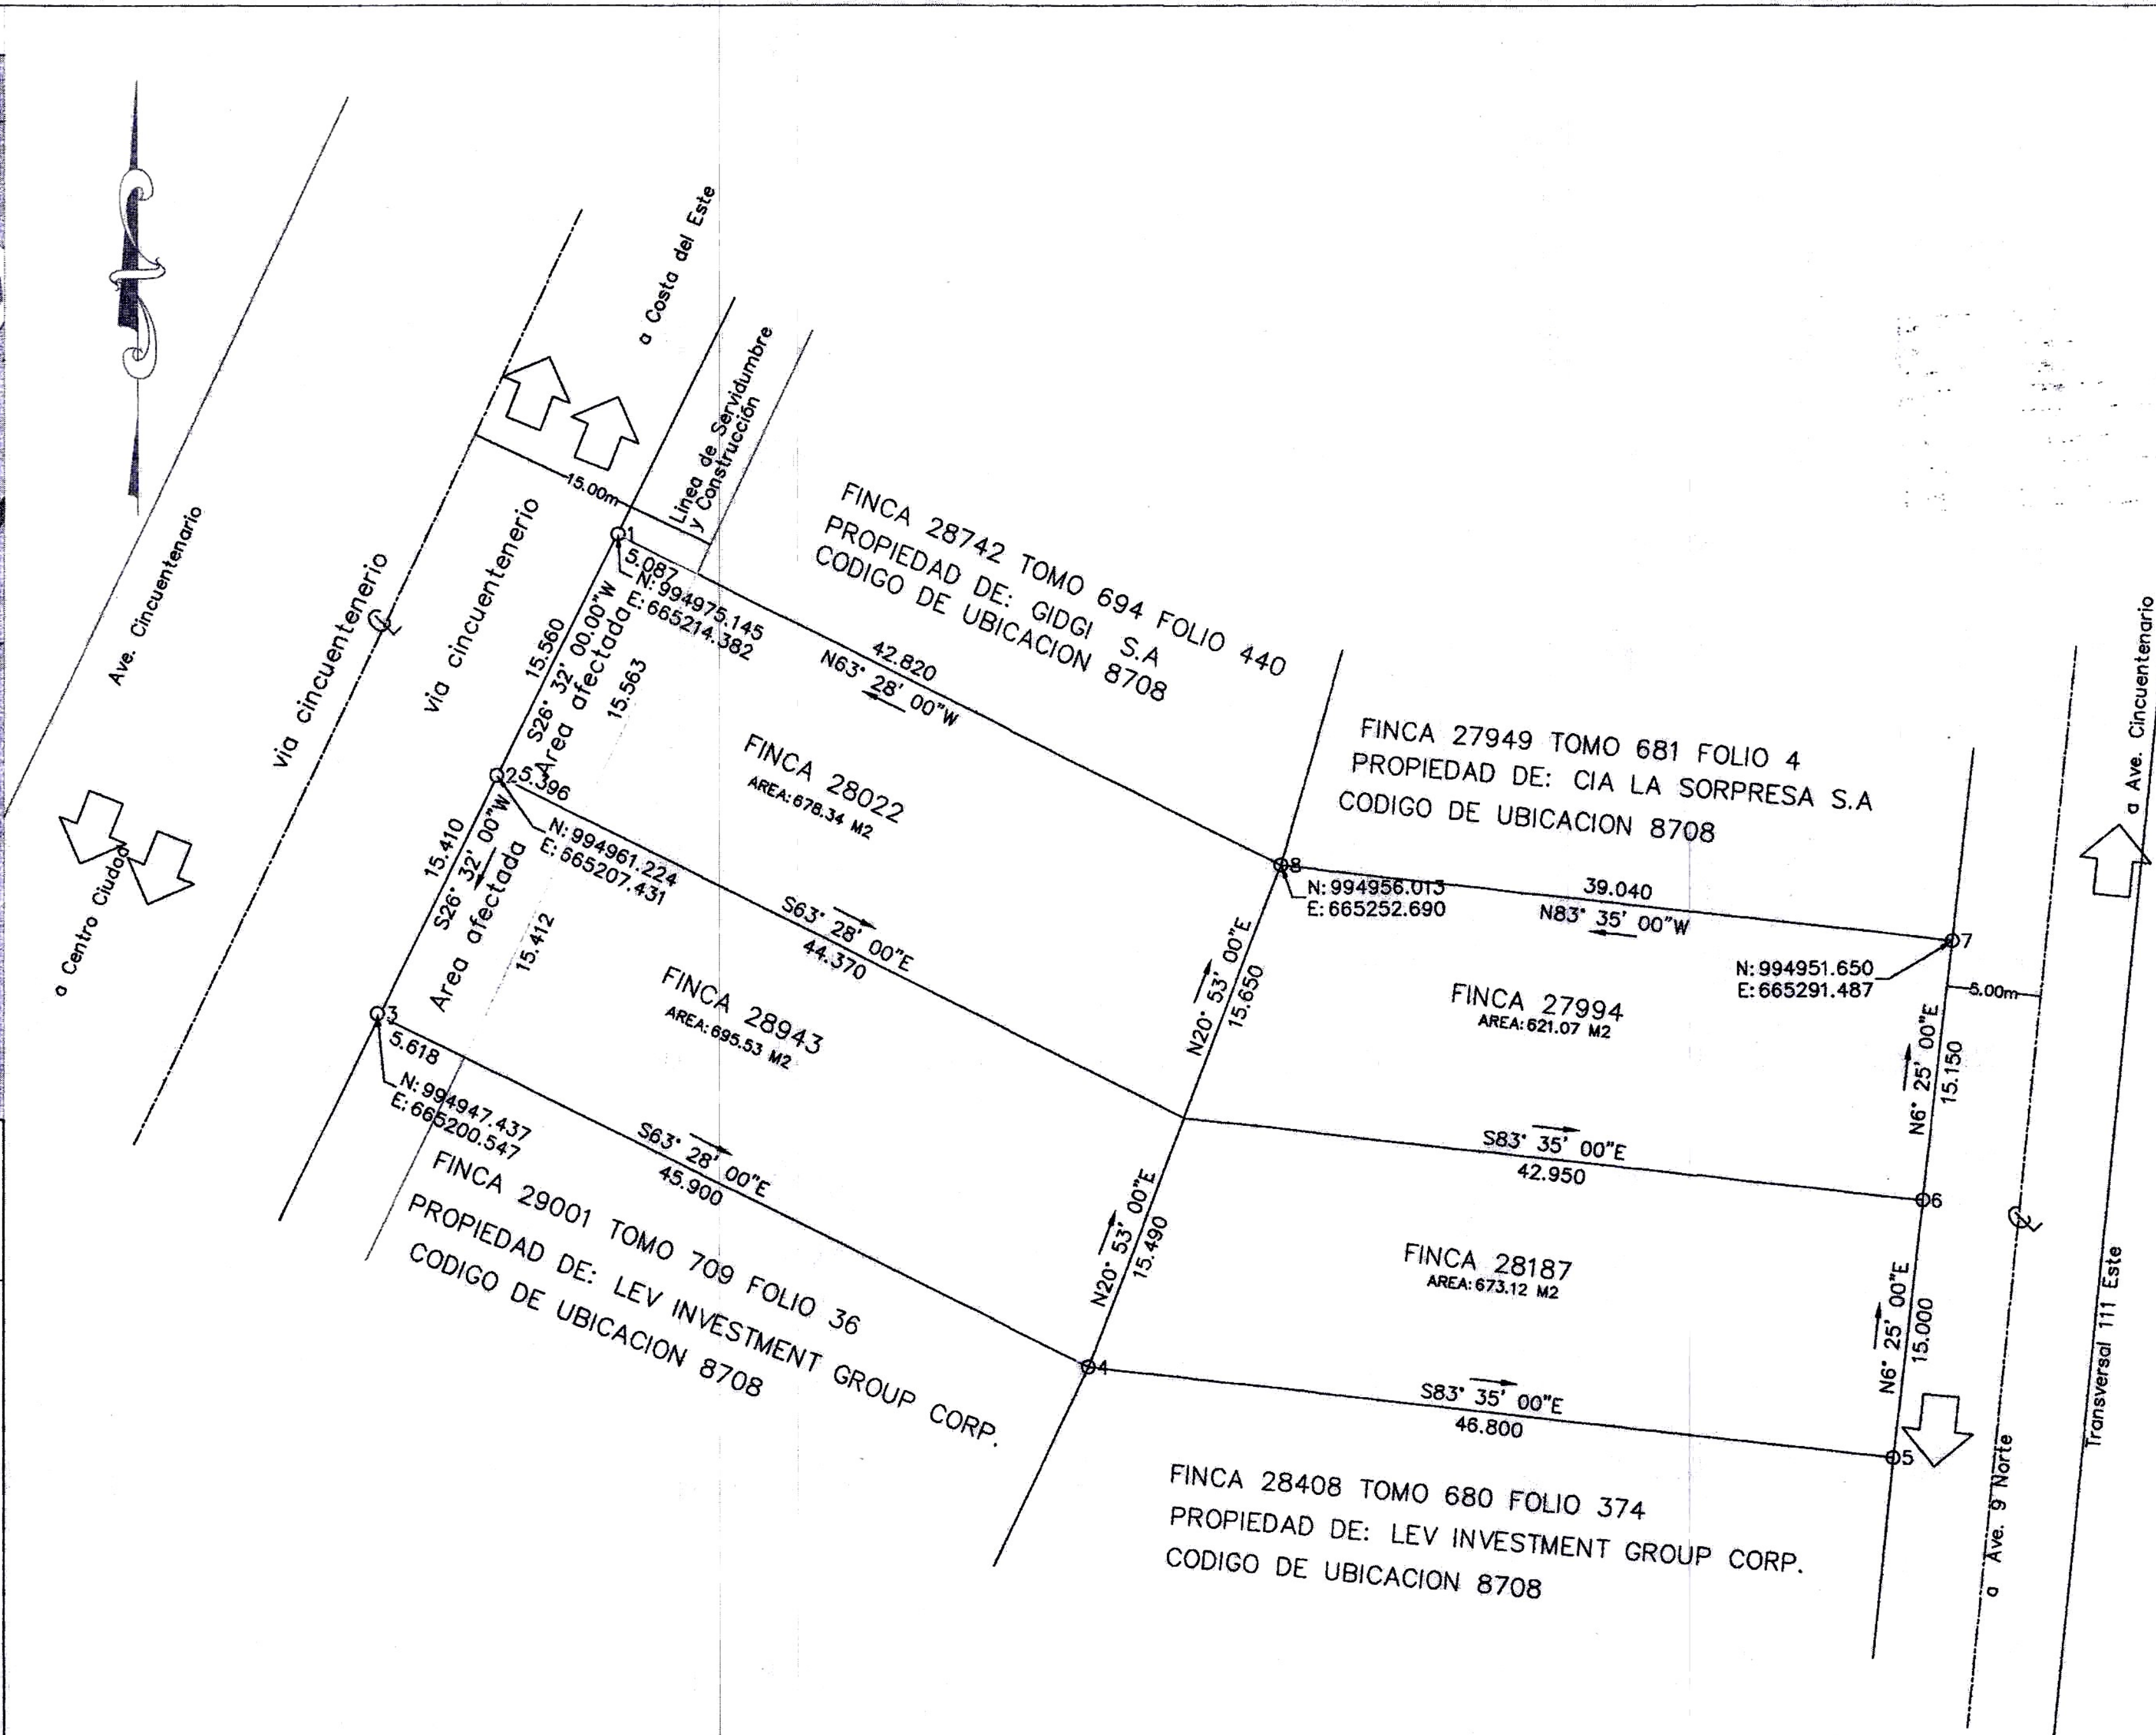 a Costa del Este
Linea de Servidumbre
y Construcción
15.00m
Ave. Cincuentenario
via cincuentenerio
via cincuentenerio
a Centro Ciudad
1
5.087
N: 994975.145
E: 665214.382
15.560
S26° 32' 00.00"W
Area afectada
15.563
FINCA 28742 TOMO 694 FOLIO 440
PROPIEDAD DE: GIDGI S.A
CODIGO DE UBICACION 8708
42.820
N63° 28' 00"W
FINCA 28022
AREA: 678.34 M2
2
5.396
N: 994961.224
E: 665207.431
15.410
S26° 32' 00"W
Area afectada
15.412
S63° 28' 00"E
44.370
FINCA 28943
AREA: 695.53 M2
3
5.618
N: 994947.437
E: 665200.547
S63° 28' 00"E
45.900
FINCA 29001 TOMO 709 FOLIO 36
PROPIEDAD DE: LEV INVESTMENT GROUP CORP.
CODIGO DE UBICACION 8708
FINCA 27949 TOMO 681 FOLIO 4
PROPIEDAD DE: CIA LA SORPRESA S.A
CODIGO DE UBICACION 8708
8
N: 994956.013
E: 665252.690
39.040
N83° 35' 00"W
7
N: 994951.650
E: 665291.487
5.00m
N20° 53' 00"E
15.650
FINCA 27994
AREA: 621.07 M2
N6° 25' 00"E
15.150
S83° 35' 00"E
42.950
6
N20° 53' 00"E
15.490
FINCA 28187
AREA: 673.12 M2
N6° 25' 00"E
15.000
4
S83° 35' 00"E
46.800
5
FINCA 28408 TOMO 680 FOLIO 374
PROPIEDAD DE: LEV INVESTMENT GROUP CORP.
CODIGO DE UBICACION 8708
a Ave. Cincuentenario
Transversal 111 Este
a Ave. 9 Norte